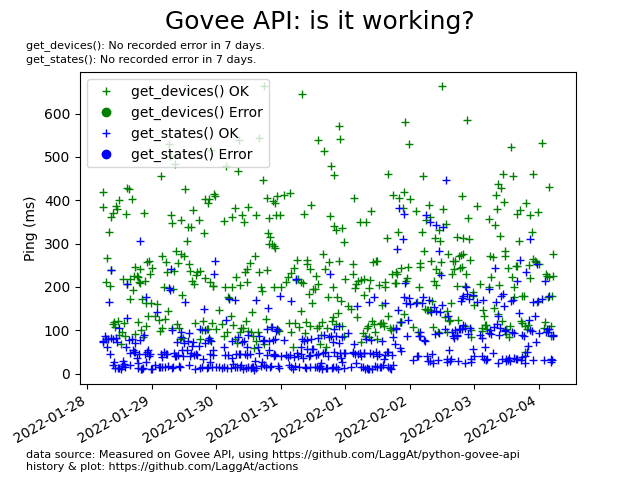 Govee API: is it working?
get_devices(): No recorded error in 7 days.
get_states(): No recorded error in 7 days.
get_devices() OK
get_devices() Error
get_states() OK
get_states() Error
Ping (ms)
600
500
400
300
200
100
0
2022-01-28
2022-01-29
2022-01-30
2022-01-31
2022-02-01
2022-02-02
2022-02-03
2022-02-04
data source: Measured on Govee API, using https://github.com/LaggAt/python-govee-api
history & plot: https://github.com/LaggAt/actions